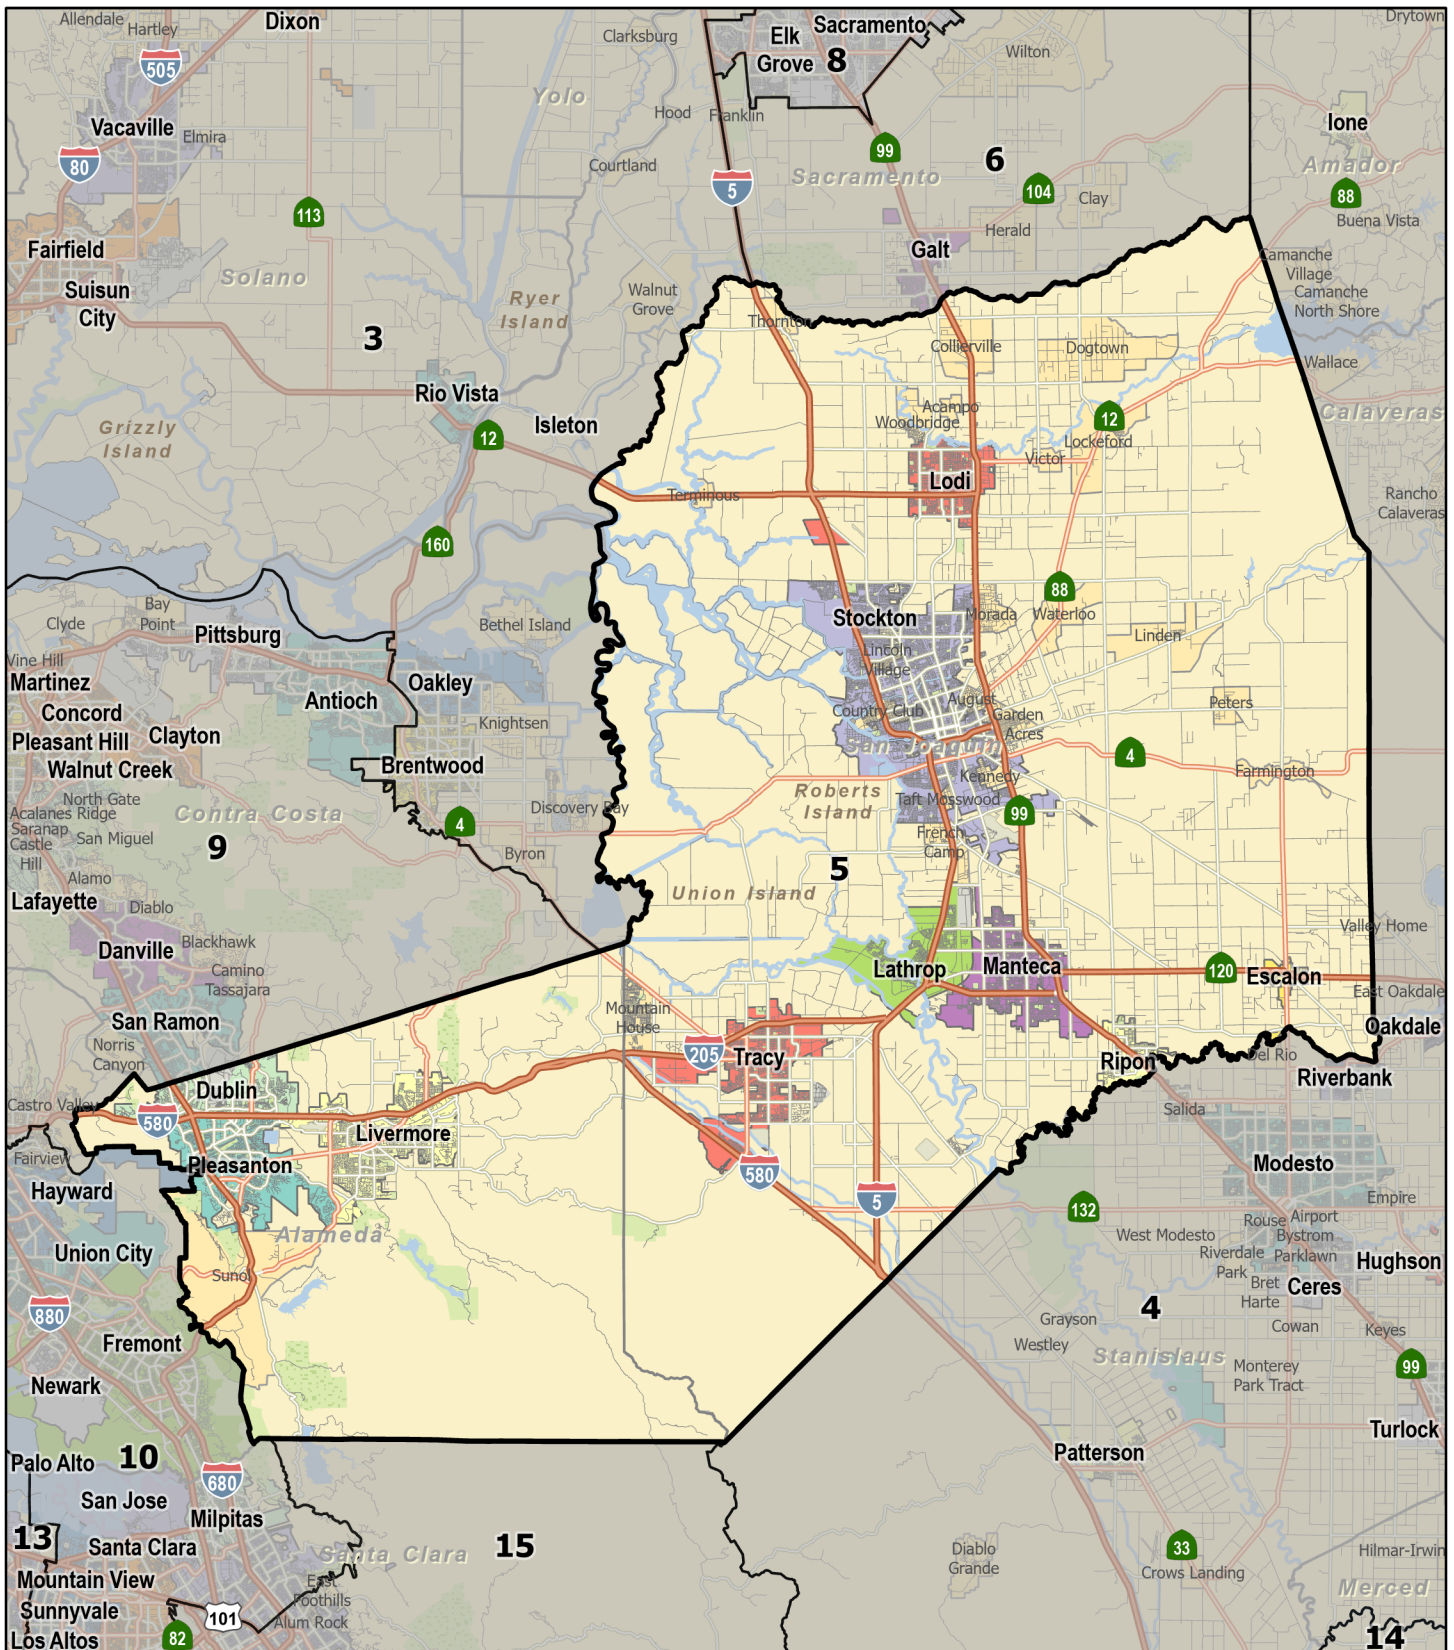 Allendale
Hartley
Dixon
Clarksburg
Elk
Grove
Sacramento
8
Wilton
Drytown
505
Vacaville
Elmira
Yolo
Hood
Franklin
Ione
80
Courtland
99
6
Sacramento
Amador
5
104
Clay
88
113
Buena Vista
Fairfield
Herald
Galt
Solano
Suisun
City
Ryer
Island
Walnut
Grove
Camanche
Village
Camanche
North Shore
3
Thornton
Collierville
Dogtown
Wallace
Rio Vista
Acampo
Woodbridge
12
Calaveras
Grizzly
Island
12
Isleton
Lockeford
Victor
Lodi
Terminous
Rancho
Calaveras
160
Clyde
Bay
Point
Pittsburg
Bethel Island
Stockton
Morada
88
Waterloo
Linden
Vine Hill
Martinez
Lincoln
Village
Antioch
Oakley
Concord
Pleasant Hill
Clayton
Knightsen
Country Club
August
Garden
Acres
Peters
Walnut Creek
Brentwood
San Joaquin
4
North Gate
Acalanes Ridge
Saranap
Castle
Hill
San Miguel
Contra Costa
Discovery Bay
Roberts
Island
Kennedy
Taft Mosswood
Farmington
4
99
French
Camp
9
Byron
Alamo
5
Lafayette
Diablo
Union Island
Danville
Blackhawk
Valley Home
Camino
Tassajara
Lathrop
Manteca
120
Escalon
East Oakdale
San Ramon
Mountain
House
Oakdale
Norris
Canyon
205
Tracy
Ripon
Del Rio
Riverbank
Castro Valley
Dublin
580
Livermore
Salida
Fairview
Pleasanton
580
Modesto
Hayward
5
132
Empire
Alameda
West Modesto
Rouse
Airport
Bystrom
Union City
Riverdale
Park
Parklawn
Hughson
Sunol
Bret
Harte
Ceres
880
4
Fremont
Grayson
Cowan
Keyes
Westley
Stanislaus
Newark
Monterey
Park Tract
99
Turlock
Palo Alto
10
Patterson
680
San Jose
Milpitas
13
Santa Clara
Santa Clara
15
Diablo
Grande
33
Hilmar-Irwin
Mountain View
Crows Landing
Merced
East
Foothills
Sunnyvale
101
Alum Rock
Los Altos
82
14